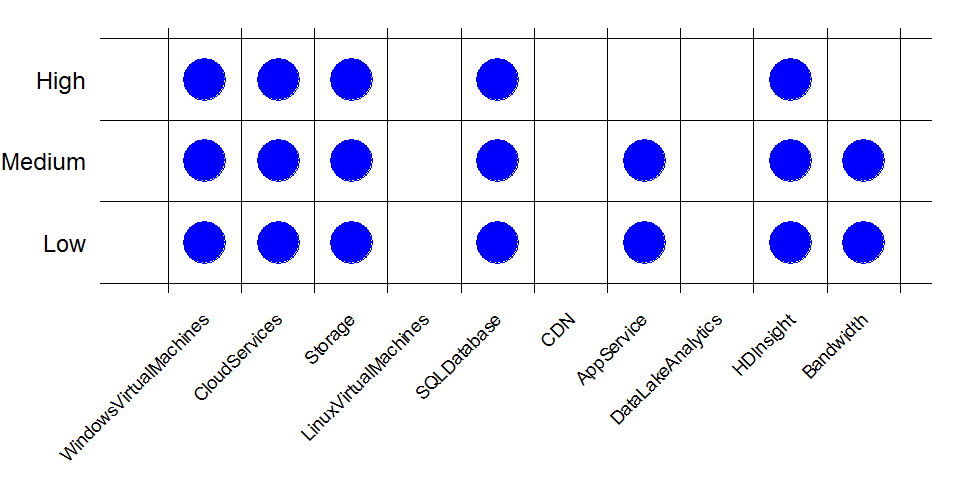 High
Medium
Low
WindowsVirtualMachines
CloudServices
Storage
LinuxVirtualMachines
SQLDatabase
CDN
AppService
DataLakeAnalytics
HDInsight
Bandwidth